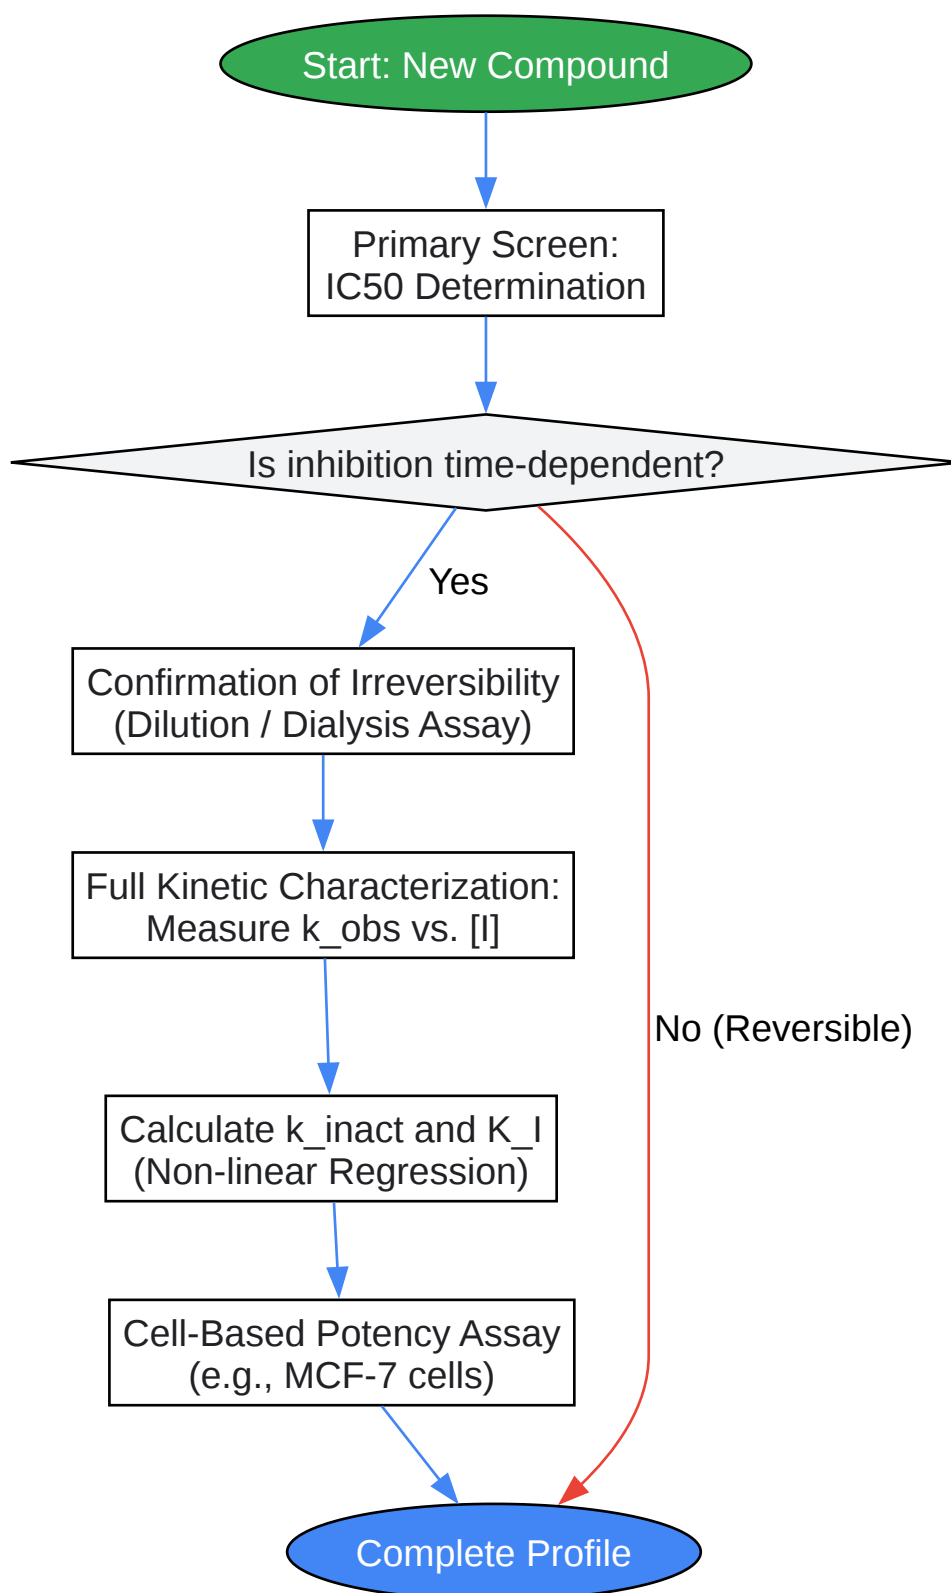 Start: New Compound
Primary Screen:
IC50 Determination
Is inhibition time-dependent?
Yes
Confirmation of Irreversibility
(Dilution / Dialysis Assay)
Full Kinetic Characterization:
Measure k_obs vs. [I]
No (Reversible)
Calculate k_inact and K_I
(Non-linear Regression)
Cell-Based Potency Assay
(e.g., MCF-7 cells)
Complete Profile